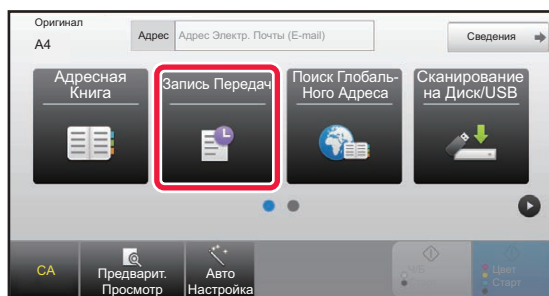 Оригинал
A4
Адрес
Адрес Электр. Почты (E-mail)
Сведения
Адресная
Книга
Запись Передач
Поиск Глобаль-
Ного Адреса
Сканирование
на Диск/USB
CA
Предварит.
Просмотр
Авто
Настройка
Ч/Б
Старт
Цвет
Старт